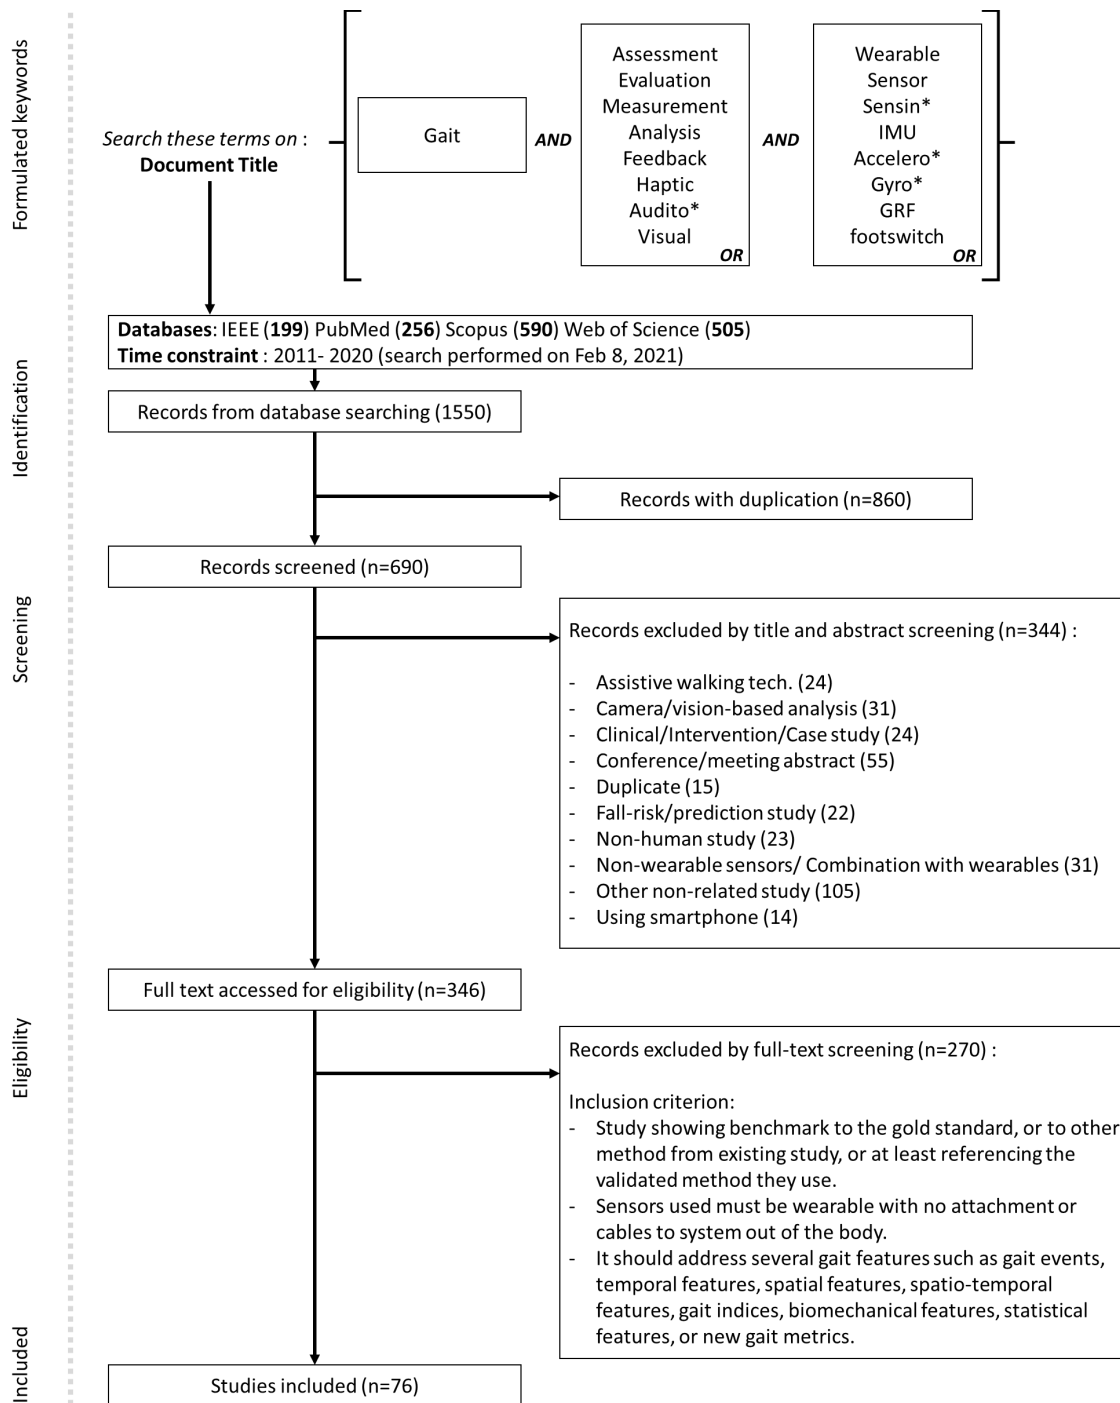 Formulated keywords
Search these terms on :
Document Title
Gait
AND
Assessment
Evaluation
Measurement
Analysis
Feedback
Haptic
Audito*
Visual
OR
AND
Wearable
Sensor
Sensin*
IMU
Accelero*
Gyro*
GRF
footswitch
OR
Identification
Databases: IEEE (199) PubMed (256) Scopus (590) Web of Science (505)
Time constraint : 2011- 2020 (search performed on Feb 8, 2021)
Records from database searching (1550)
Records with duplication (n=860)
Screening
Records screened (n=690)
Records excluded by title and abstract screening (n=344) :
- Assistive walking tech. (24)
- Camera/vision-based analysis (31)
- Clinical/Intervention/Case study (24)
- Conference/meeting abstract (55)
- Duplicate (15)
- Fall-risk/prediction study (22)
- Non-human study (23)
- Non-wearable sensors/ Combination with wearables (31)
- Other non-related study (105)
- Using smartphone (14)
Eligibility
Full text accessed for eligibility (n=346)
Records excluded by full-text screening (n=270) :
Inclusion criterion:
- Study showing benchmark to the gold standard, or to other
method from existing study, or at least referencing the
validated method they use.
- Sensors used must be wearable with no attachment or
cables to system out of the body.
- It should address several gait features such as gait events,
temporal features, spatial features, spatio-temporal
features, gait indices, biomechanical features, statistical
features, or new gait metrics.
Included
Studies included (n=76)